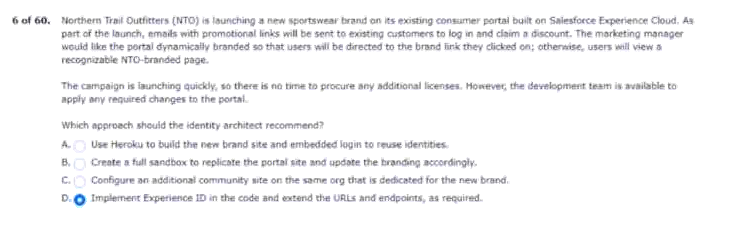 6 of 60. Northern Trail Outfitters (NTO) is launching a new sportswear brand on its existing consumer portal built on Salesforce Experience Cloud. As
part of the launch, emails with promotional links will be sent to existing customers to log in and claim a discount. The marketing manager
would like the portal dynamically branded so that users will be directed to the brand link they clicked on; otherwise, users will view a
recognizable NTO-branded page.
The campaign is launching quickly, so there is no time to procure any additional licenses. However, the development team is available to
apply any required changes to the portal.
Which approach should the identity architect recommend?
A. Use Heroku to build the new brand site and embedded login to reuse identities.
B. Create a full sandbox to replicate the portal site and update the branding accordingly.
C. Configure an additional community site on the same org that is dedicated for the new brand.
D. Implement Experience ID in the code and extend the URLs and endpoints, as required.